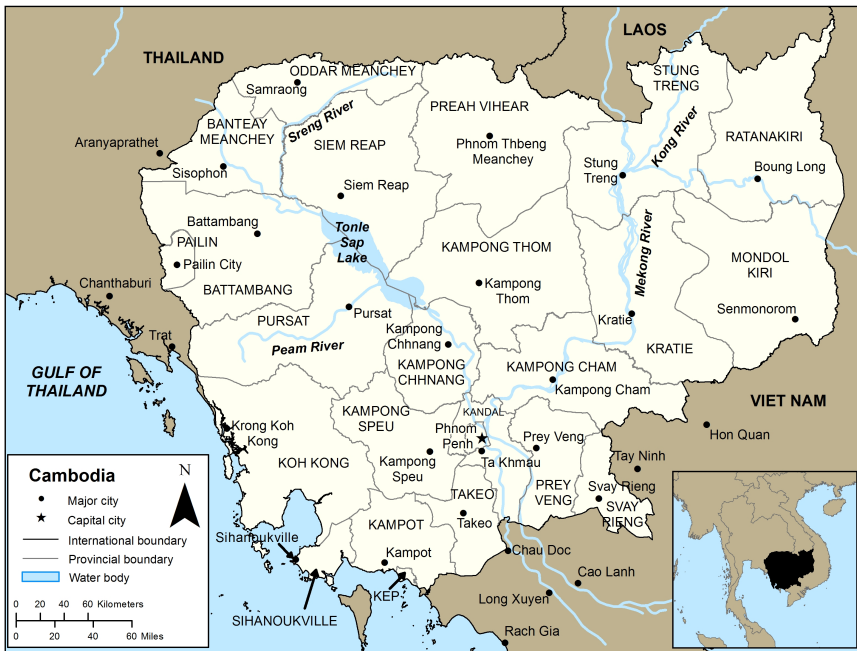 LAOS
THAILAND
STUNG
TRENG
ODDAR MEANCHEY
Samraong
PREAH VIHEAR
Sreng River
Kong River
BANTEAY
MEANCHEY
RATANAKIRI
Aranyaprathet
SIEM REAP
Phnom Thbeng
Meanchey
Sisophon
Stung
Treng
Boung Long
Siem Reap
Battambang
Tonle
Sap
Lake
PAILIN
Pailin City
KAMPONG THOM
Mekong River
MONDOL
KIRI
Chanthaburi
BATTAMBANG
Kampong
Thom
PURSAT
Pursat
Senmonorom
Trat
Peam River
Kampong
Chhnang
Kratie
KRATIE
GULF OF
THAILAND
KAMPONG
CHHNANG
KAMPONG CHAM
Kampong Cham
VIET NAM
KAMPONG
SPEU
KANDAL
Krong Koh
Kong
Phnom
Penh
Prey Veng
Hon Quan
KOH KONG
Kampong
Speu
Ta Khmau
Tay Ninh
PREY
VENG
Svay Rieng
SVAY
RIENG
TAKEO
Takeo
KAMPOT
Sihanoukville
Kampot
Chau Doc
KEP
Cao Lanh
Long Xuyen
SIHANOUKVILLE
Rach Gia
Cambodia
N
Major city
Capital city
International boundary
Provincial boundary
Water body
0 20 40 60 Kilometers
0 20 40 60 Miles